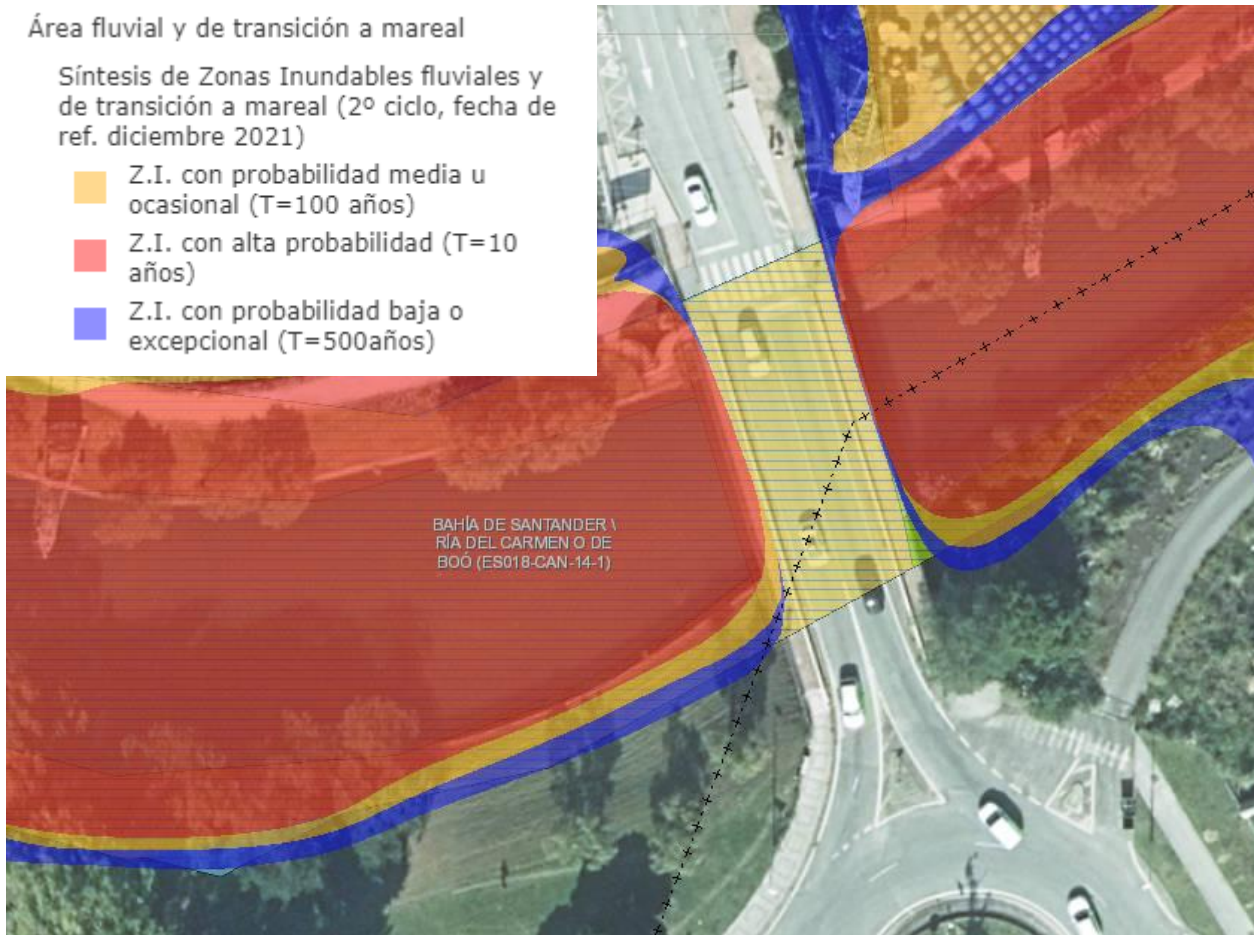 Área fluvial y de transición a mareal
Síntesis de Zonas Inundables fluviales y
de transición a mareal (2º ciclo, fecha de
ref. diciembre 2021)
Z.I. con probabilidad media u
ocasional (T=100 años)
Z.I. con alta probabilidad (T=10
años)
Z.I. con probabilidad baja o
excepcional (T=500años)
BAHÍA DE SANTANDER \
RÍA DEL CARMEN O DE
BOÓ (ES018-CAN-14-1)